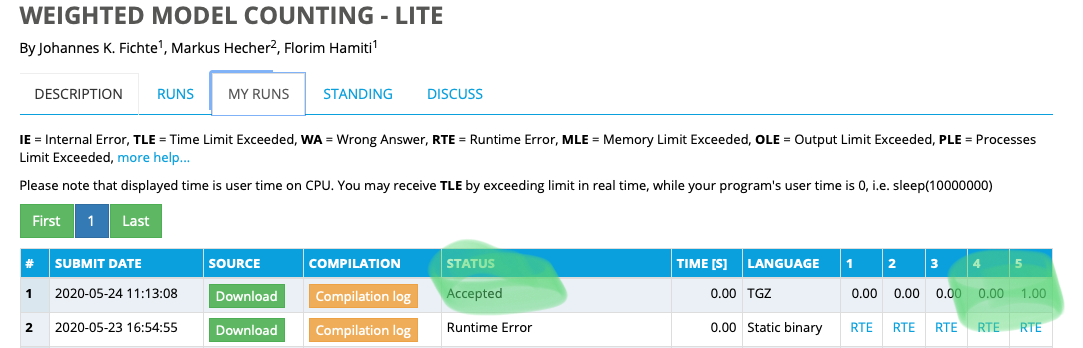 WEIGHTED MODEL COUNTING - LITE
By Johannes K. Fichte1, Markus Hecher2, Florim Hamiti1
DESCRIPTION RUNS MY RUNS STANDING DISCUSS
IE = Internal Error, TLE = Time Limit Exceeded, WA = Wrong Answer, RTE = Runtime Error, MLE = Memory Limit Exceeded, OLE = Output Limit Exceeded, PLE = Processes
Limit Exceeded, more help...
Please note that displayed time is user time on CPU. You may receive TLE by exceeding limit in real time, while your program's user time is 0, i.e. sleep(10000000)
First 1 Last
# SUBMIT DATE SOURCE COMPILATION STATUS TIME [S] LANGUAGE 1 2 3 4 5
1 2020-05-24 11:13:08 Download Compilation log Accepted 0.00 TGZ 0.00 0.00 0.00 0.00 1.00
2 2020-05-23 16:54:55 Download Compilation log Runtime Error 0.00 Static binary RTE RTE RTE RTE RTE